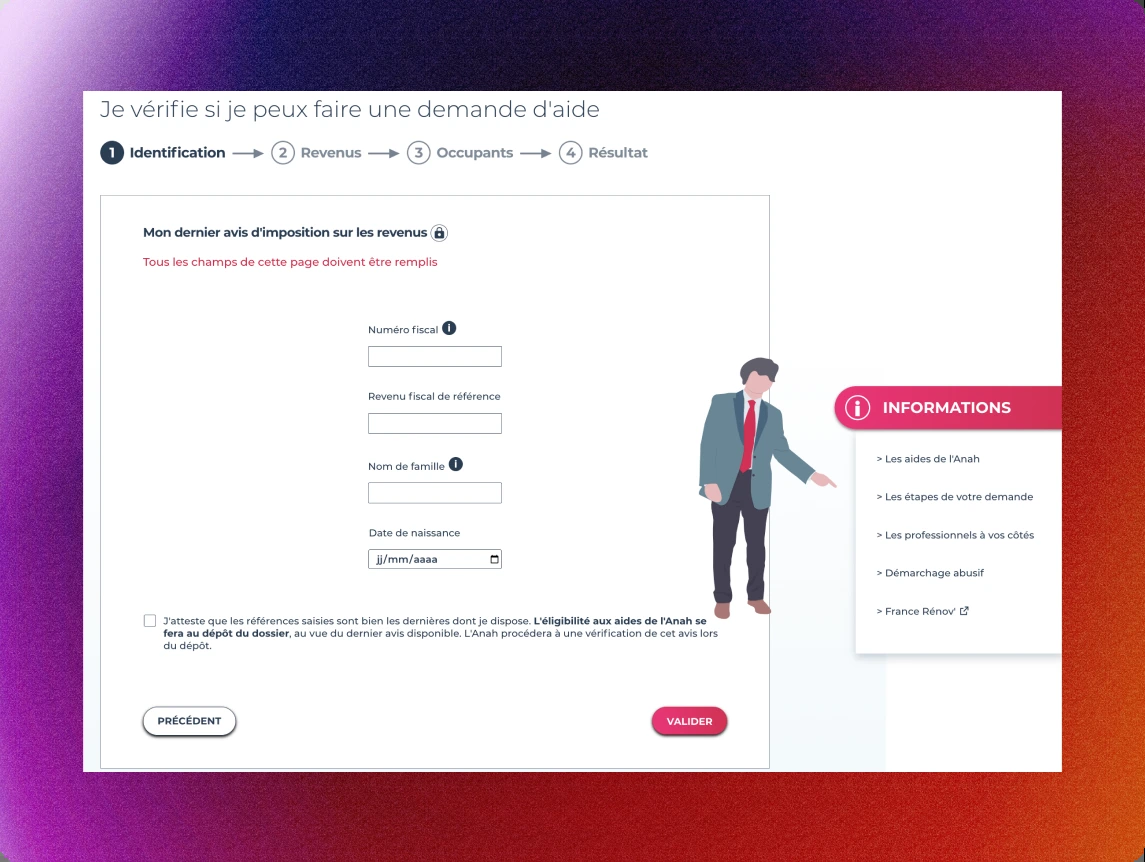 Je vérifie si je peux faire une demande d'aide
1 Identification 2 Revenus 3 Occupants 4 Résultat
Mon dernier avis d'imposition sur les revenus
Tous les champs de cette page doivent être remplis
Numéro fiscal i
Revenu fiscal de référence
Nom de famille i
Date de naissance
jj/mm/aaaa
J'atteste que les références saisies sont bien les dernières dont je dispose. L'éligibilité aux aides de l'Anah se
fera au dépôt du dossier, au vu du dernier avis disponible. L'Anah procédera à une vérification de cet avis lors
du dépôt.
PRÉCÉDENT
VALIDER
i INFORMATIONS
> Les aides de l'Anah
> Les étapes de votre demande
> Les professionnels à vos côtés
> Démarchage abusif
> France Rénov'